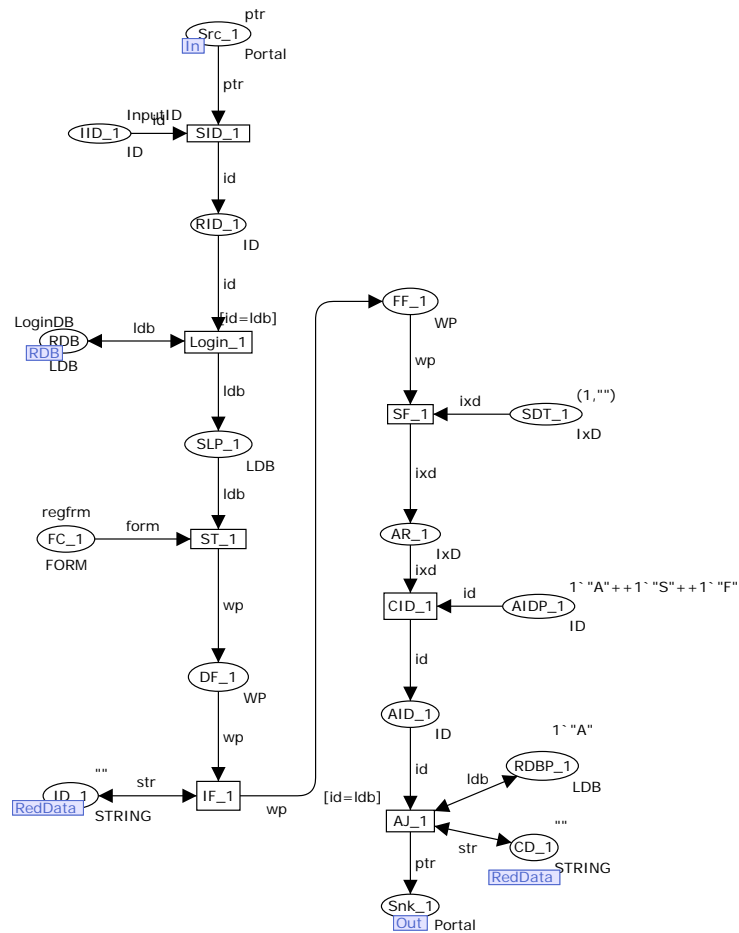 ptr
Src_1
In
Portal
ptr
InputID
id
IID_1
SID_1
ID
id
RID_1
ID
id
[id=ldb]
LoginDB
ldb
RDB
RDB
LDB
Login_1
ldb
SLP_1
LDB
ldb
regfrm
form
FC_1
ST_1
FORM
wp
DF_1
WP
wp
""
str
ID_1
RedData
STRING
IF_1
wp
FF_1
WP
wp
(1,"")
ixd
SF_1
SDT_1
IxD
ixd
AR_1
IxD
ixd
1`"A"++1`"S"++1`"F"
id
CID_1
AIDP_1
ID
id
AID_1
ID
1`"A"
id
ldb
RDBP_1
LDB
[id=ldb]
AJ_1
""
str
CD_1
STRING
RedData
ptr
Snk_1
Out
Portal